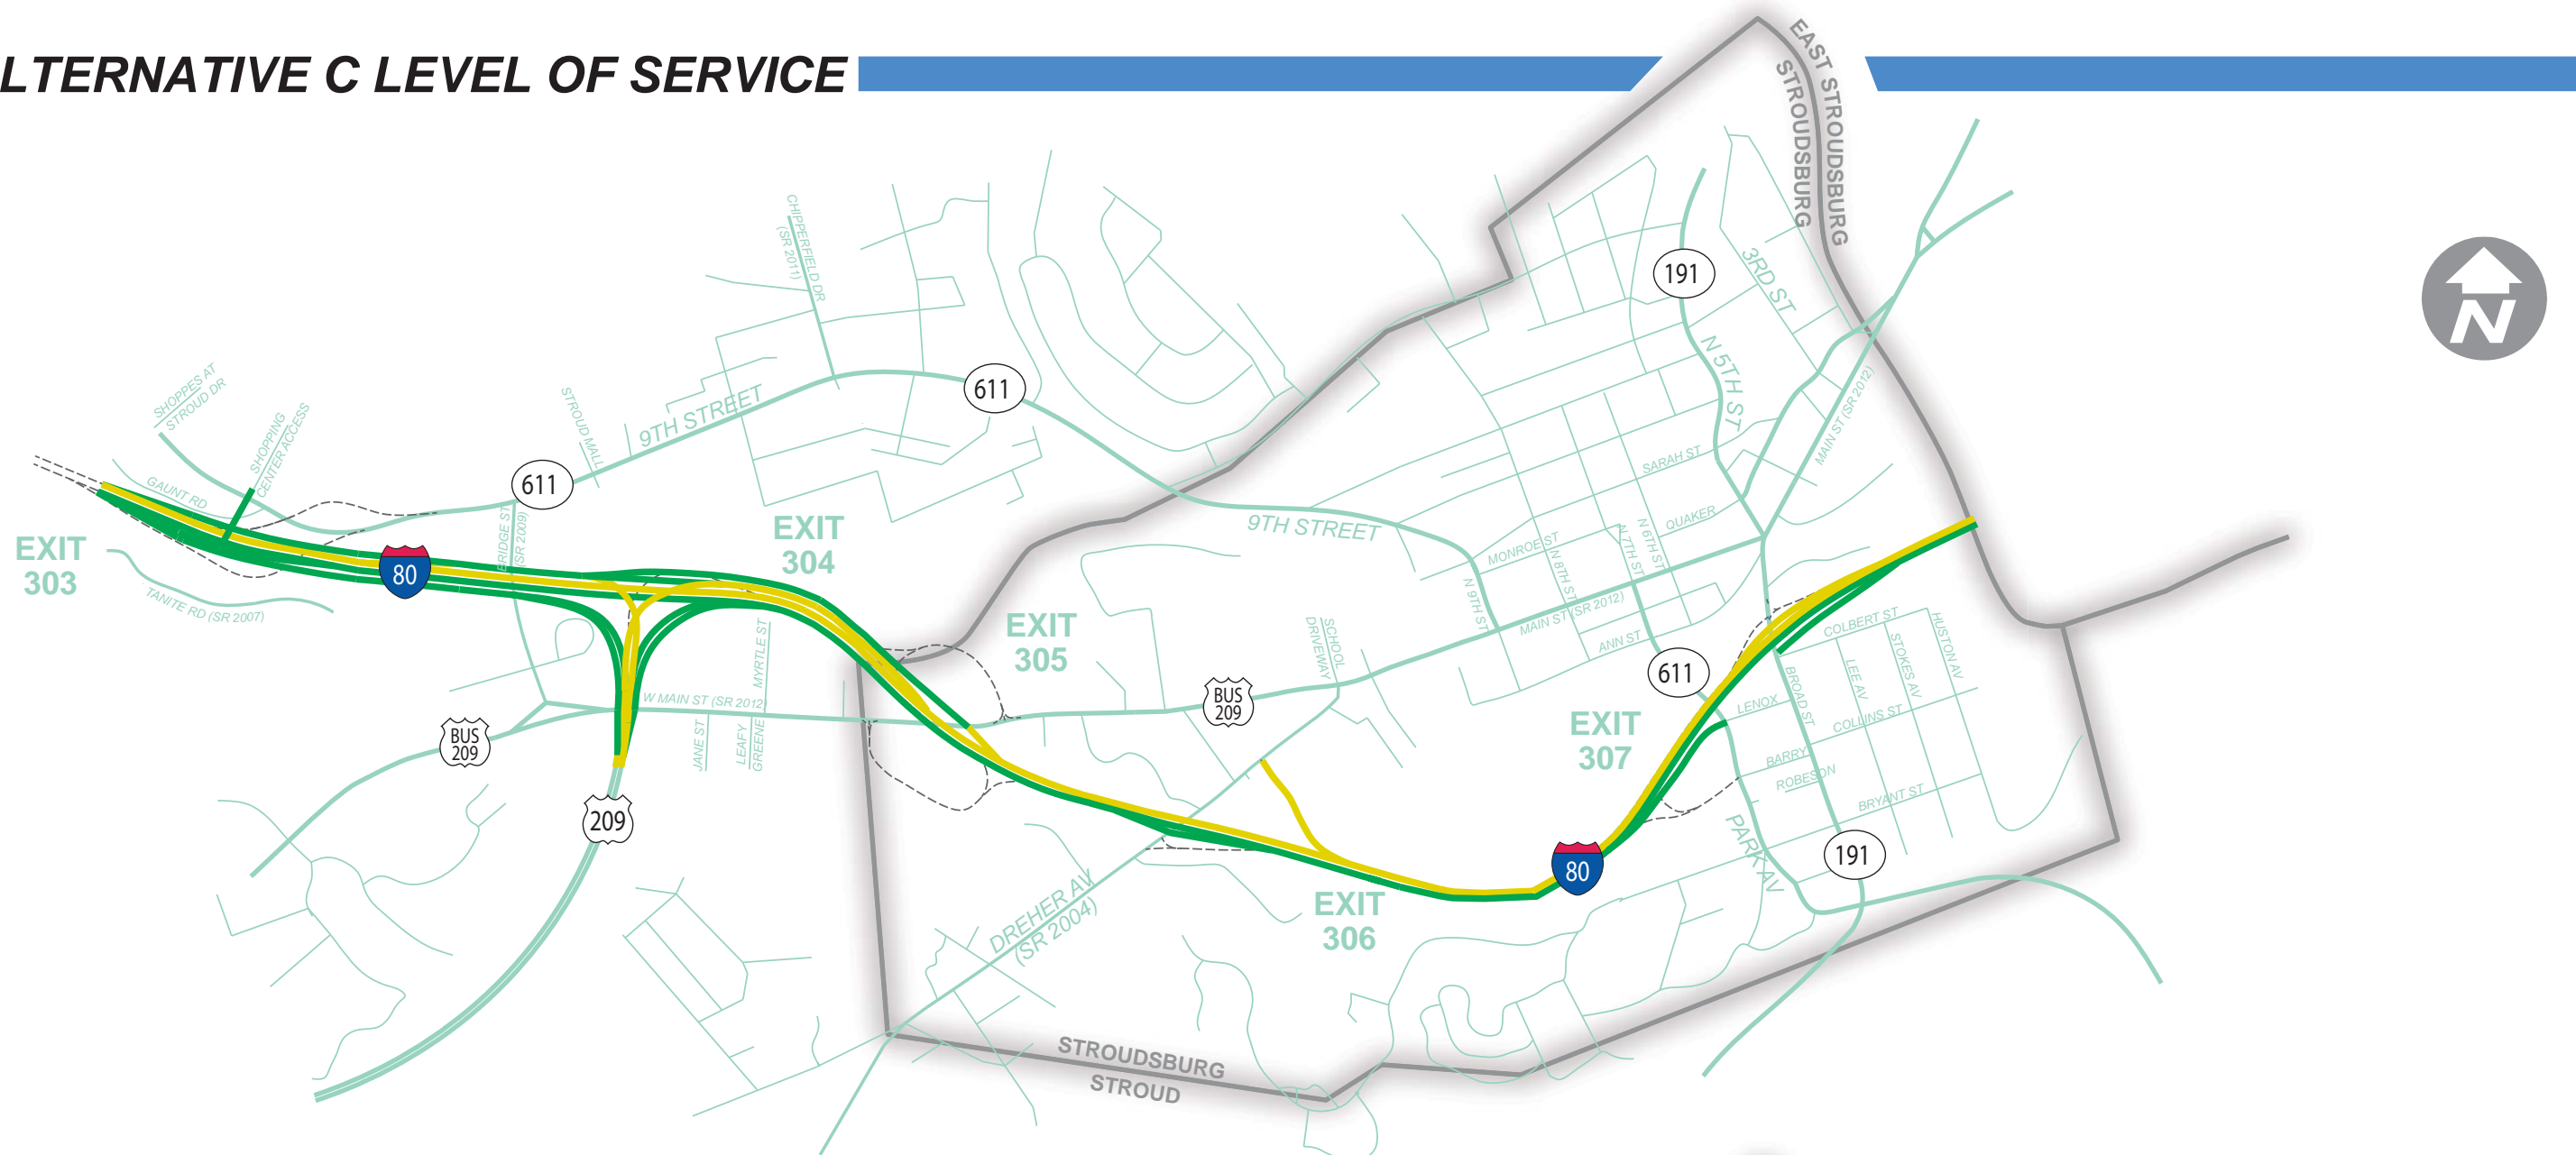 LTERNATIVE C LEVEL OF SERVICE
EAST STROUDSBURG
STROUDSBURG
N
CHIPPERFIELD DR
(SR 2011)
191
3RD ST
N 5TH ST
SHOPPES AT
STROUD DR
SHOPPING
CENTER ACCESS
STROUD MALL
9TH STREET
611
611
MAIN ST (SR 2012)
GAUNT RD
BRIDGE ST
(SR 2009)
SARAH ST
QUAKER
EXIT
303
80
TANITE RD (SR 2007)
EXIT
304
9TH STREET
MONROE ST
N 8TH ST
N 7TH ST
N 6TH ST
N 9TH ST
MAIN ST (SR 2012)
ANN ST
EXIT
305
SCHOOL
DRIVEWAY
MYRTLE ST
W MAIN ST (SR 2012)
JANE ST
LEAFY
GREENE
BUS
209
BUS
209
209
611
COLBERT ST
HUSTON AV
STOKES AV
LEE AV
BROAD ST
LENOX
COLLINS ST
EXIT
307
BARRY
ROBESON
BRYANT ST
PARK AV
191
80
DREHER AV
(SR 2004)
EXIT
306
STROUDSBURG
STROUD